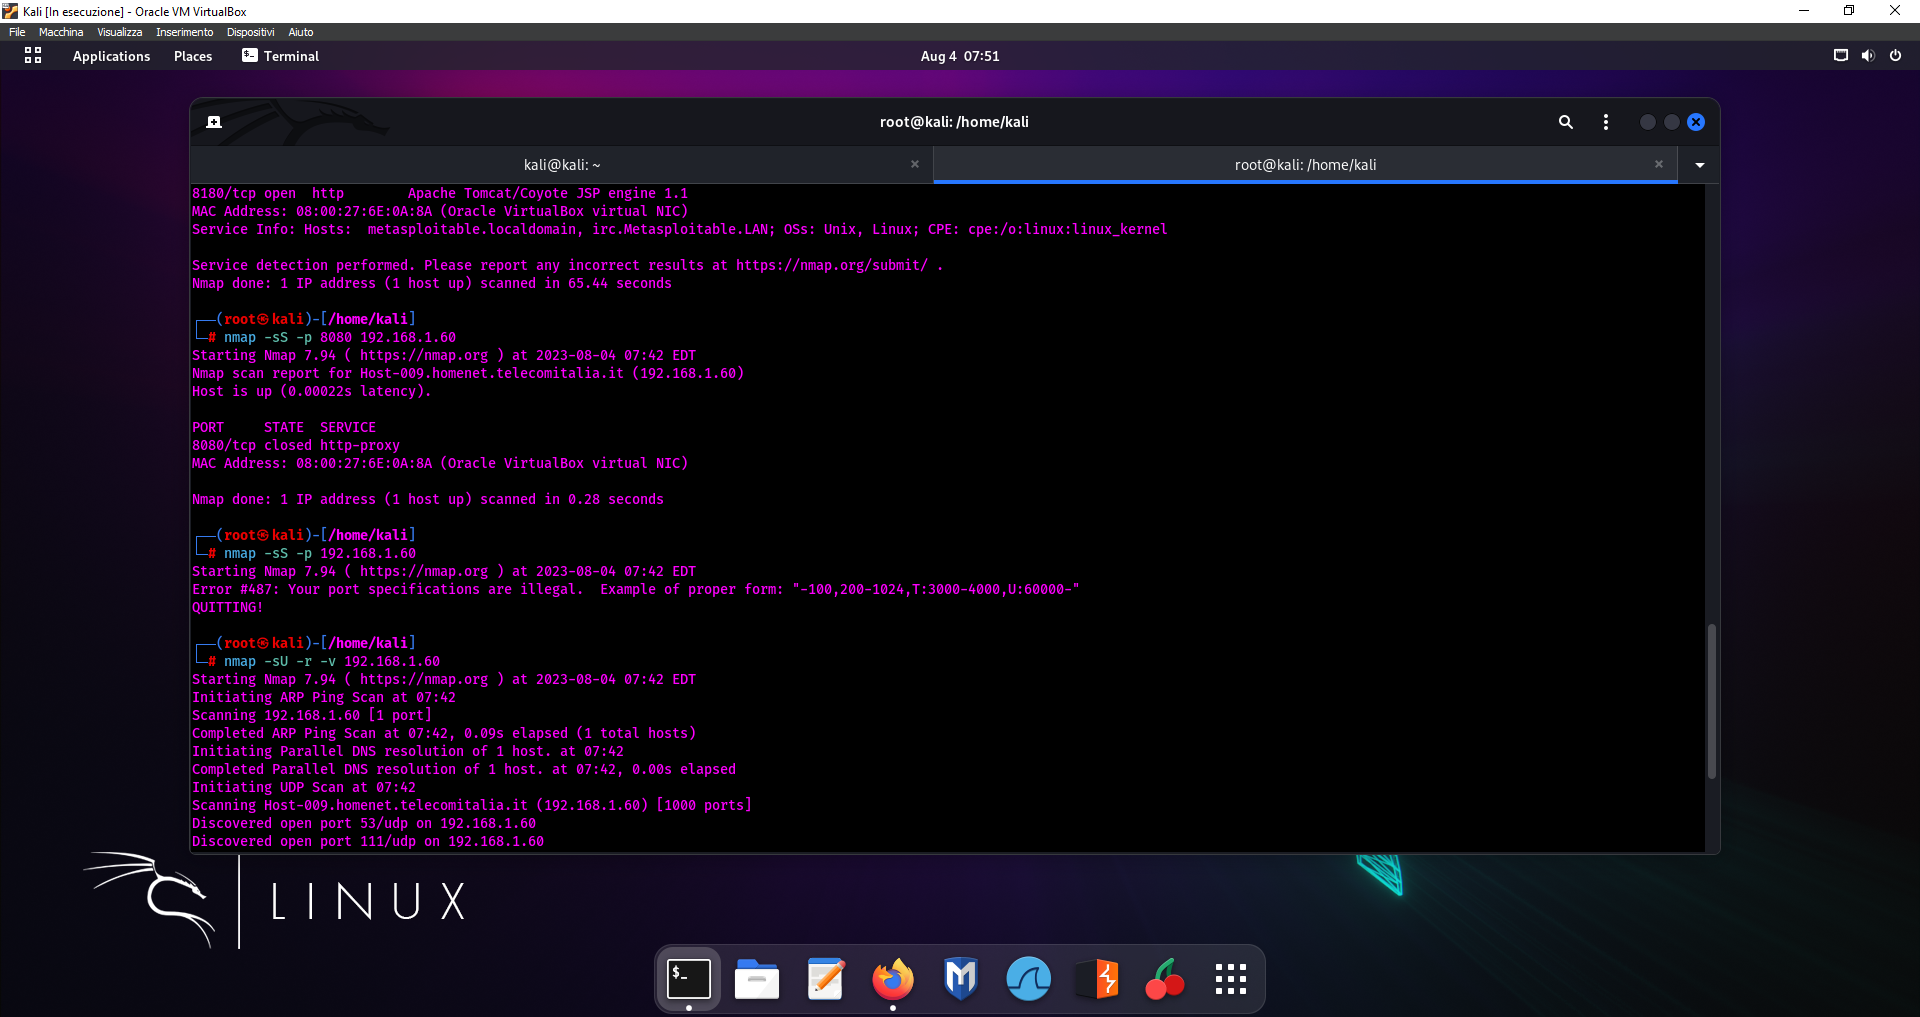 Kali [In esecuzione] - Oracle VM VirtualBox
File Macchina Visualizza Inserimento Dispositivi Aiuto
Applications Places Terminal Aug 4 07:51
root@kali: /home/kali
kali@kali: ~ root@kali: /home/kali
8180/tcp open  http        Apache Tomcat/Coyote JSP engine 1.1
MAC Address: 08:00:27:6E:0A:8A (Oracle VirtualBox virtual NIC)
Service Info: Hosts:  metasploitable.localdomain, irc.Metasploitable.LAN; OSs: Unix, Linux; CPE: cpe:/o:linux:linux_kernel
Service detection performed. Please report any incorrect results at https://nmap.org/submit/ .
Nmap done: 1 IP address (1 host up) scanned in 65.44 seconds
┌──(root㉿kali)-[/home/kali]
└─# nmap -sS -p 8080 192.168.1.60
Starting Nmap 7.94 ( https://nmap.org ) at 2023-08-04 07:42 EDT
Nmap scan report for Host-009.homenet.telecomitalia.it (192.168.1.60)
Host is up (0.00022s latency).
PORT     STATE  SERVICE
8080/tcp closed http-proxy
MAC Address: 08:00:27:6E:0A:8A (Oracle VirtualBox virtual NIC)
Nmap done: 1 IP address (1 host up) scanned in 0.28 seconds
┌──(root㉿kali)-[/home/kali]
└─# nmap -sS -p 192.168.1.60
Starting Nmap 7.94 ( https://nmap.org ) at 2023-08-04 07:42 EDT
Error #487: Your port specifications are illegal.  Example of proper form: "-100,200-1024,T:3000-4000,U:60000-"
QUITTING!
┌──(root㉿kali)-[/home/kali]
└─# nmap -sU -r -v 192.168.1.60
Starting Nmap 7.94 ( https://nmap.org ) at 2023-08-04 07:42 EDT
Initiating ARP Ping Scan at 07:42
Scanning 192.168.1.60 [1 port]
Completed ARP Ping Scan at 07:42, 0.09s elapsed (1 total hosts)
Initiating Parallel DNS resolution of 1 host. at 07:42
Completed Parallel DNS resolution of 1 host. at 07:42, 0.00s elapsed
Initiating UDP Scan at 07:42
Scanning Host-009.homenet.telecomitalia.it (192.168.1.60) [1000 ports]
Discovered open port 53/udp on 192.168.1.60
Discovered open port 111/udp on 192.168.1.60
LINUX
$_